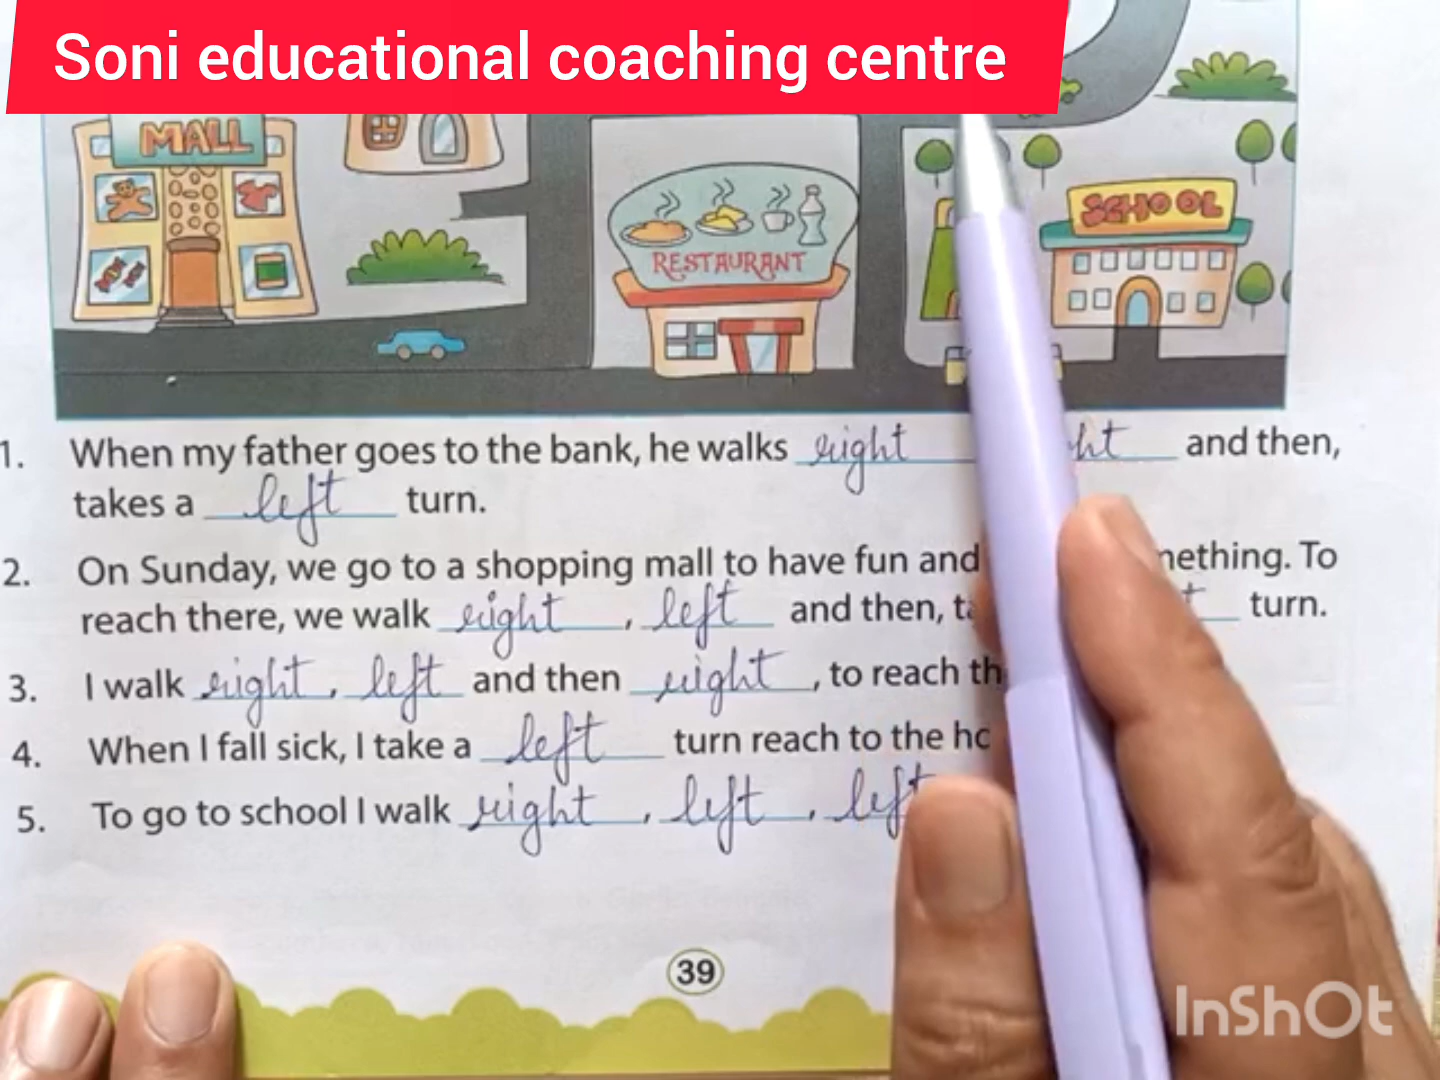 Soni educational coaching centre
MALL
RESTAURANT
SCHOOL
1. When my father goes to the bank, he walks right and then,
takes a left turn.
2. On Sunday, we go to a shopping mall to have fun and
reach there, we walk right, left and then, turn.
3. I walk right, left and then right, to reach
4. When I fall sick, I take a left turn reach to the
5. To go to school I walk right, left, left
39
InShOt